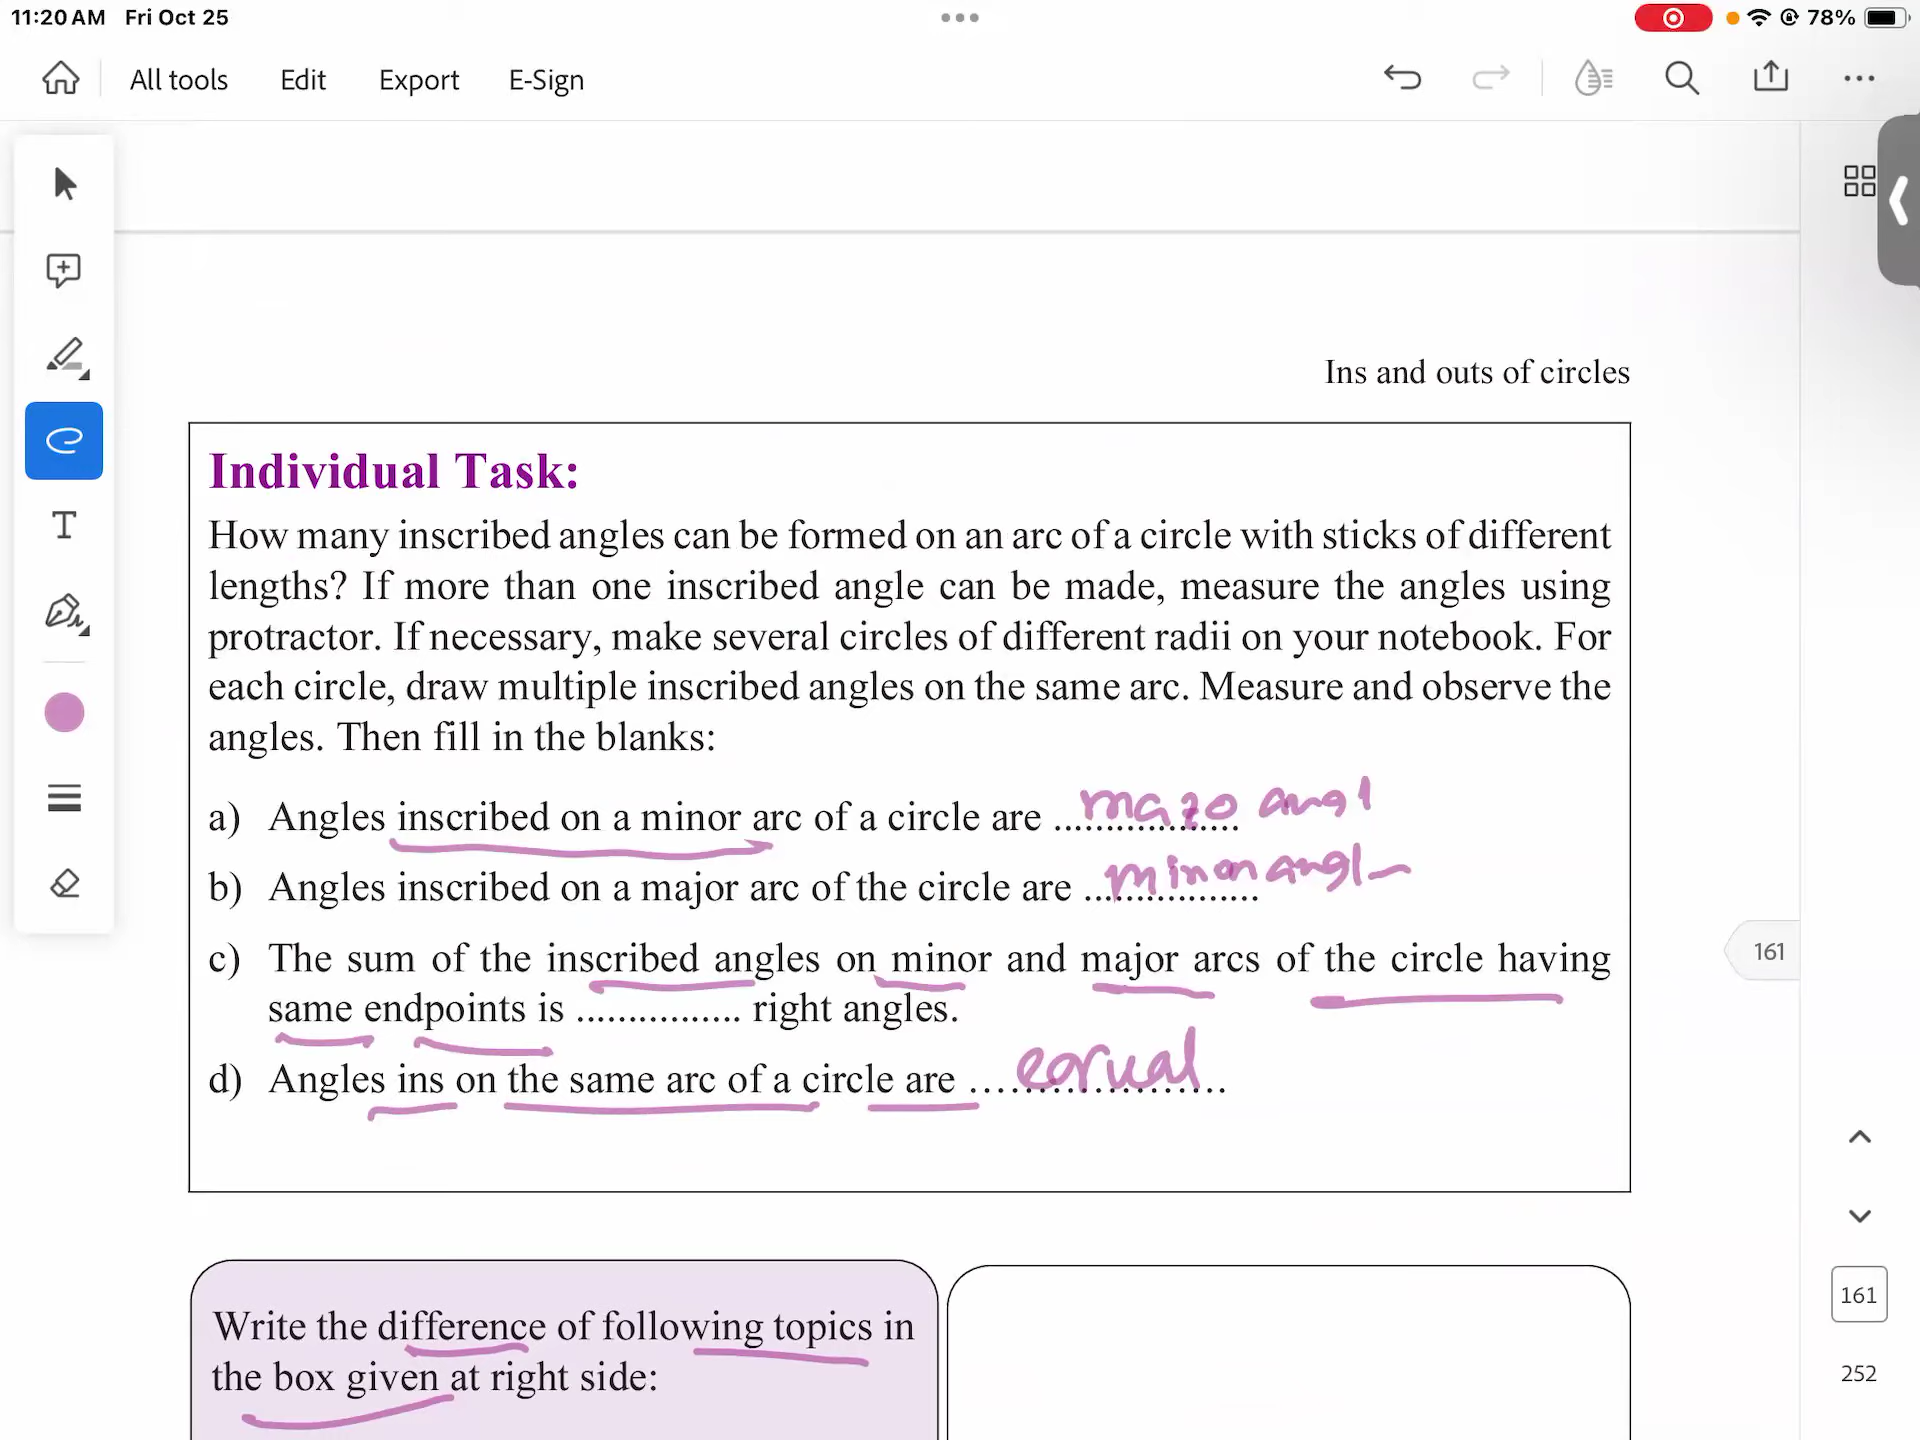 11:20 AM Fri Oct 25 78%
All tools Edit Export E-Sign
Ins and outs of circles
Individual Task:
How many inscribed angles can be formed on an arc of a circle with sticks of different
lengths? If more than one inscribed angle can be made, measure the angles using
protractor. If necessary, make several circles of different radii on your notebook. For
each circle, draw multiple inscribed angles on the same arc. Measure and observe the
angles. Then fill in the blanks:
a) Angles inscribed on a minor arc of a circle are .................. angl
b) Angles inscribed on a major arc of the circle are .................
c) The sum of the inscribed angles on minor and major arcs of the circle having
same endpoints is ................ right angles.
d) Angles ins on the same arc of a circle are ....................
161
Write the difference of following topics in
the box given at right side:
161
252